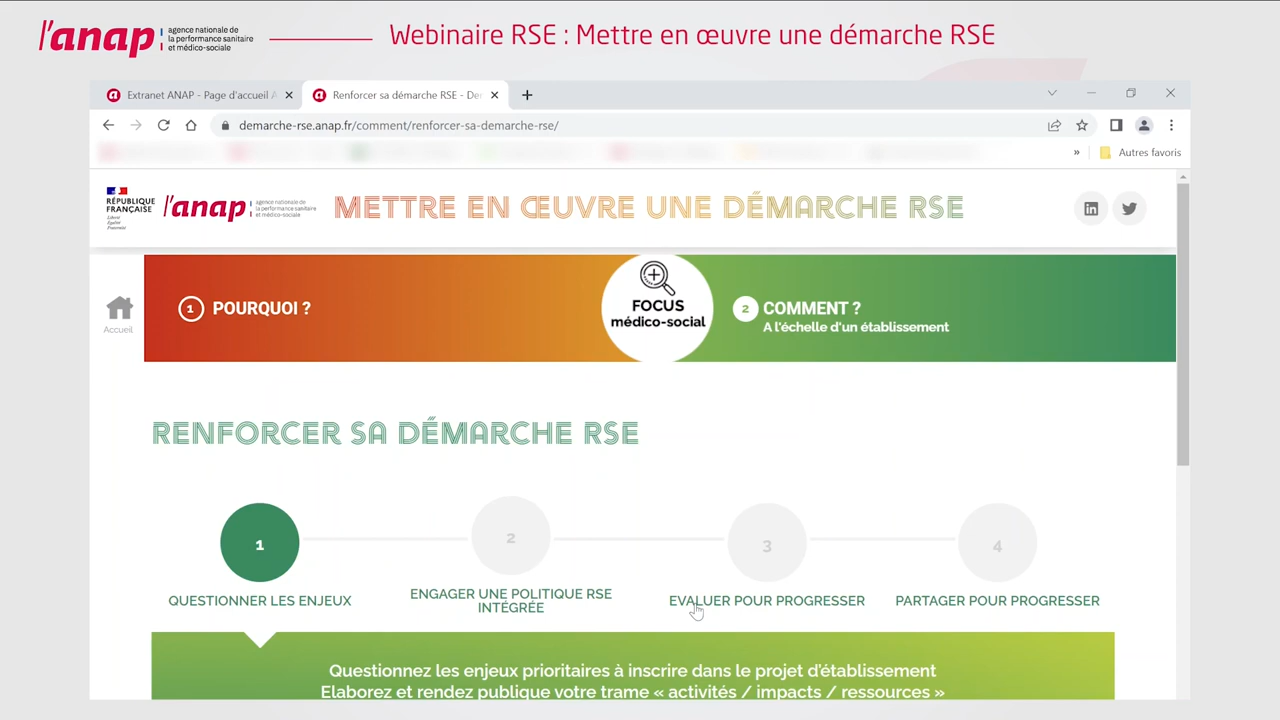 l'anap
agence nationale de
la performance sanitaire
et médico-sociale
Webinaire RSE : Mettre en œuvre une démarche RSE
Extranet ANAP - Page d'accueil
Renforcer sa démarche RSE - De
demarche-rse.anap.fr/comment/renforcer-sa-demarche-rse/
» Autres favoris
RÉPUBLIQUE
FRANÇAISE
Liberté
Égalité
Fraternité
l'anap
agence nationale de
la performance sanitaire
et médico-sociale
METTRE EN ŒUVRE UNE DÉMARCHE RSE
Accueil
1 POURQUOI ?
FOCUS
médico-social
2 COMMENT ?
A l'échelle d'un établissement
RENFORCER SA DÉMARCHE RSE
1
QUESTIONNER LES ENJEUX
2
ENGAGER UNE POLITIQUE RSE
INTÉGRÉE
3
EVALUER POUR PROGRESSER
4
PARTAGER POUR PROGRESSER
Questionnez les enjeux prioritaires à inscrire dans le projet d'établissement
Elaborez et rendez publique votre trame « activités / impacts / ressources »